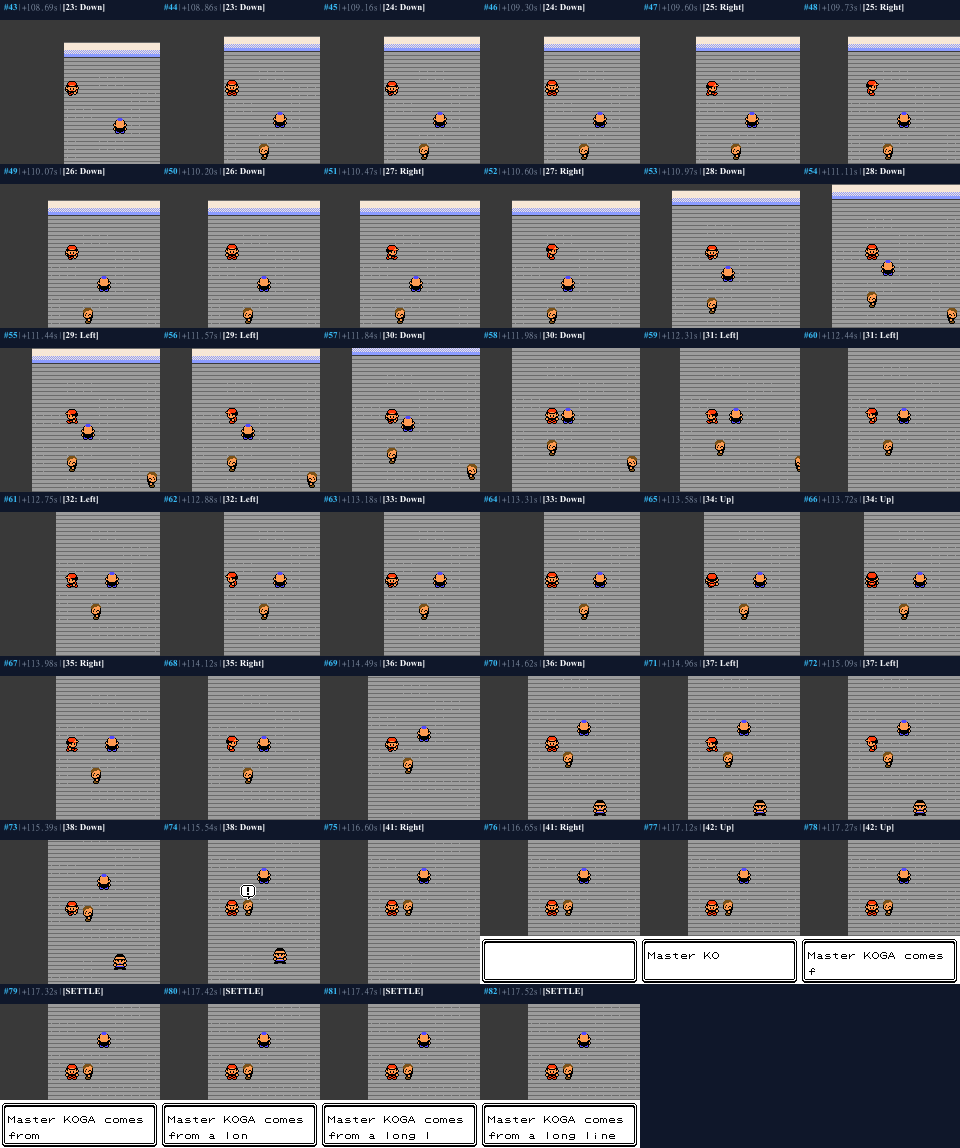 #43|+108.69s|[23: Down]
#44|+108.86s|[23: Down]
#45|+109.16s|[24: Down]
#46|+109.30s|[24: Down]
#47|+109.60s|[25: Right]
#48|+109.73s|[25: Right]
#49|+110.07s|[26: Down]
#50|+110.20s|[26: Down]
#51|+110.47s|[27: Right]
#52|+110.60s|[27: Right]
#53|+110.97s|[28: Down]
#54|+111.11s|[28: Down]
#55|+111.44s|[29: Left]
#56|+111.57s|[29: Left]
#57|+111.84s|[30: Down]
#58|+111.98s|[30: Down]
#59|+112.31s|[31: Left]
#60|+112.44s|[31: Left]
#61|+112.75s|[32: Left]
#62|+112.88s|[32: Left]
#63|+113.18s|[33: Down]
#64|+113.31s|[33: Down]
#65|+113.58s|[34: Up]
#66|+113.72s|[34: Up]
#67|+113.98s|[35: Right]
#68|+114.12s|[35: Right]
#69|+114.49s|[36: Down]
#70|+114.62s|[36: Down]
#71|+114.96s|[37: Left]
#72|+115.09s|[37: Left]
#73|+115.39s|[38: Down]
#74|+115.54s|[38: Down]
!
#75|+116.60s|[41: Right]
#76|+116.65s|[41: Right]
#77|+117.12s|[42: Up]
Master KO
#78|+117.27s|[42: Up]
Master KOGA comes
f
#79|+117.32s|[SETTLE]
Master KOGA comes
from
#80|+117.42s|[SETTLE]
Master KOGA comes
from a lon
#81|+117.47s|[SETTLE]
Master KOGA comes
from a long l
#82|+117.52s|[SETTLE]
Master KOGA comes
from a long line